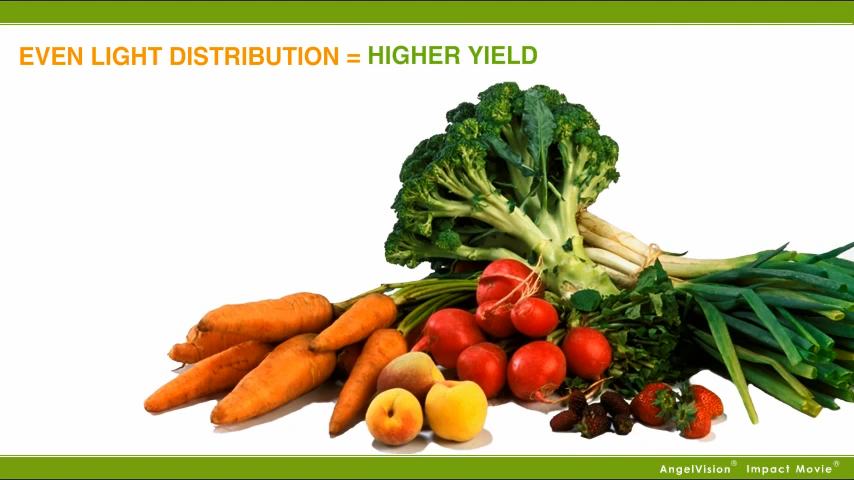 EVEN LIGHT DISTRIBUTION = HIGHER YIELD
AngelVision® Impact Movie®